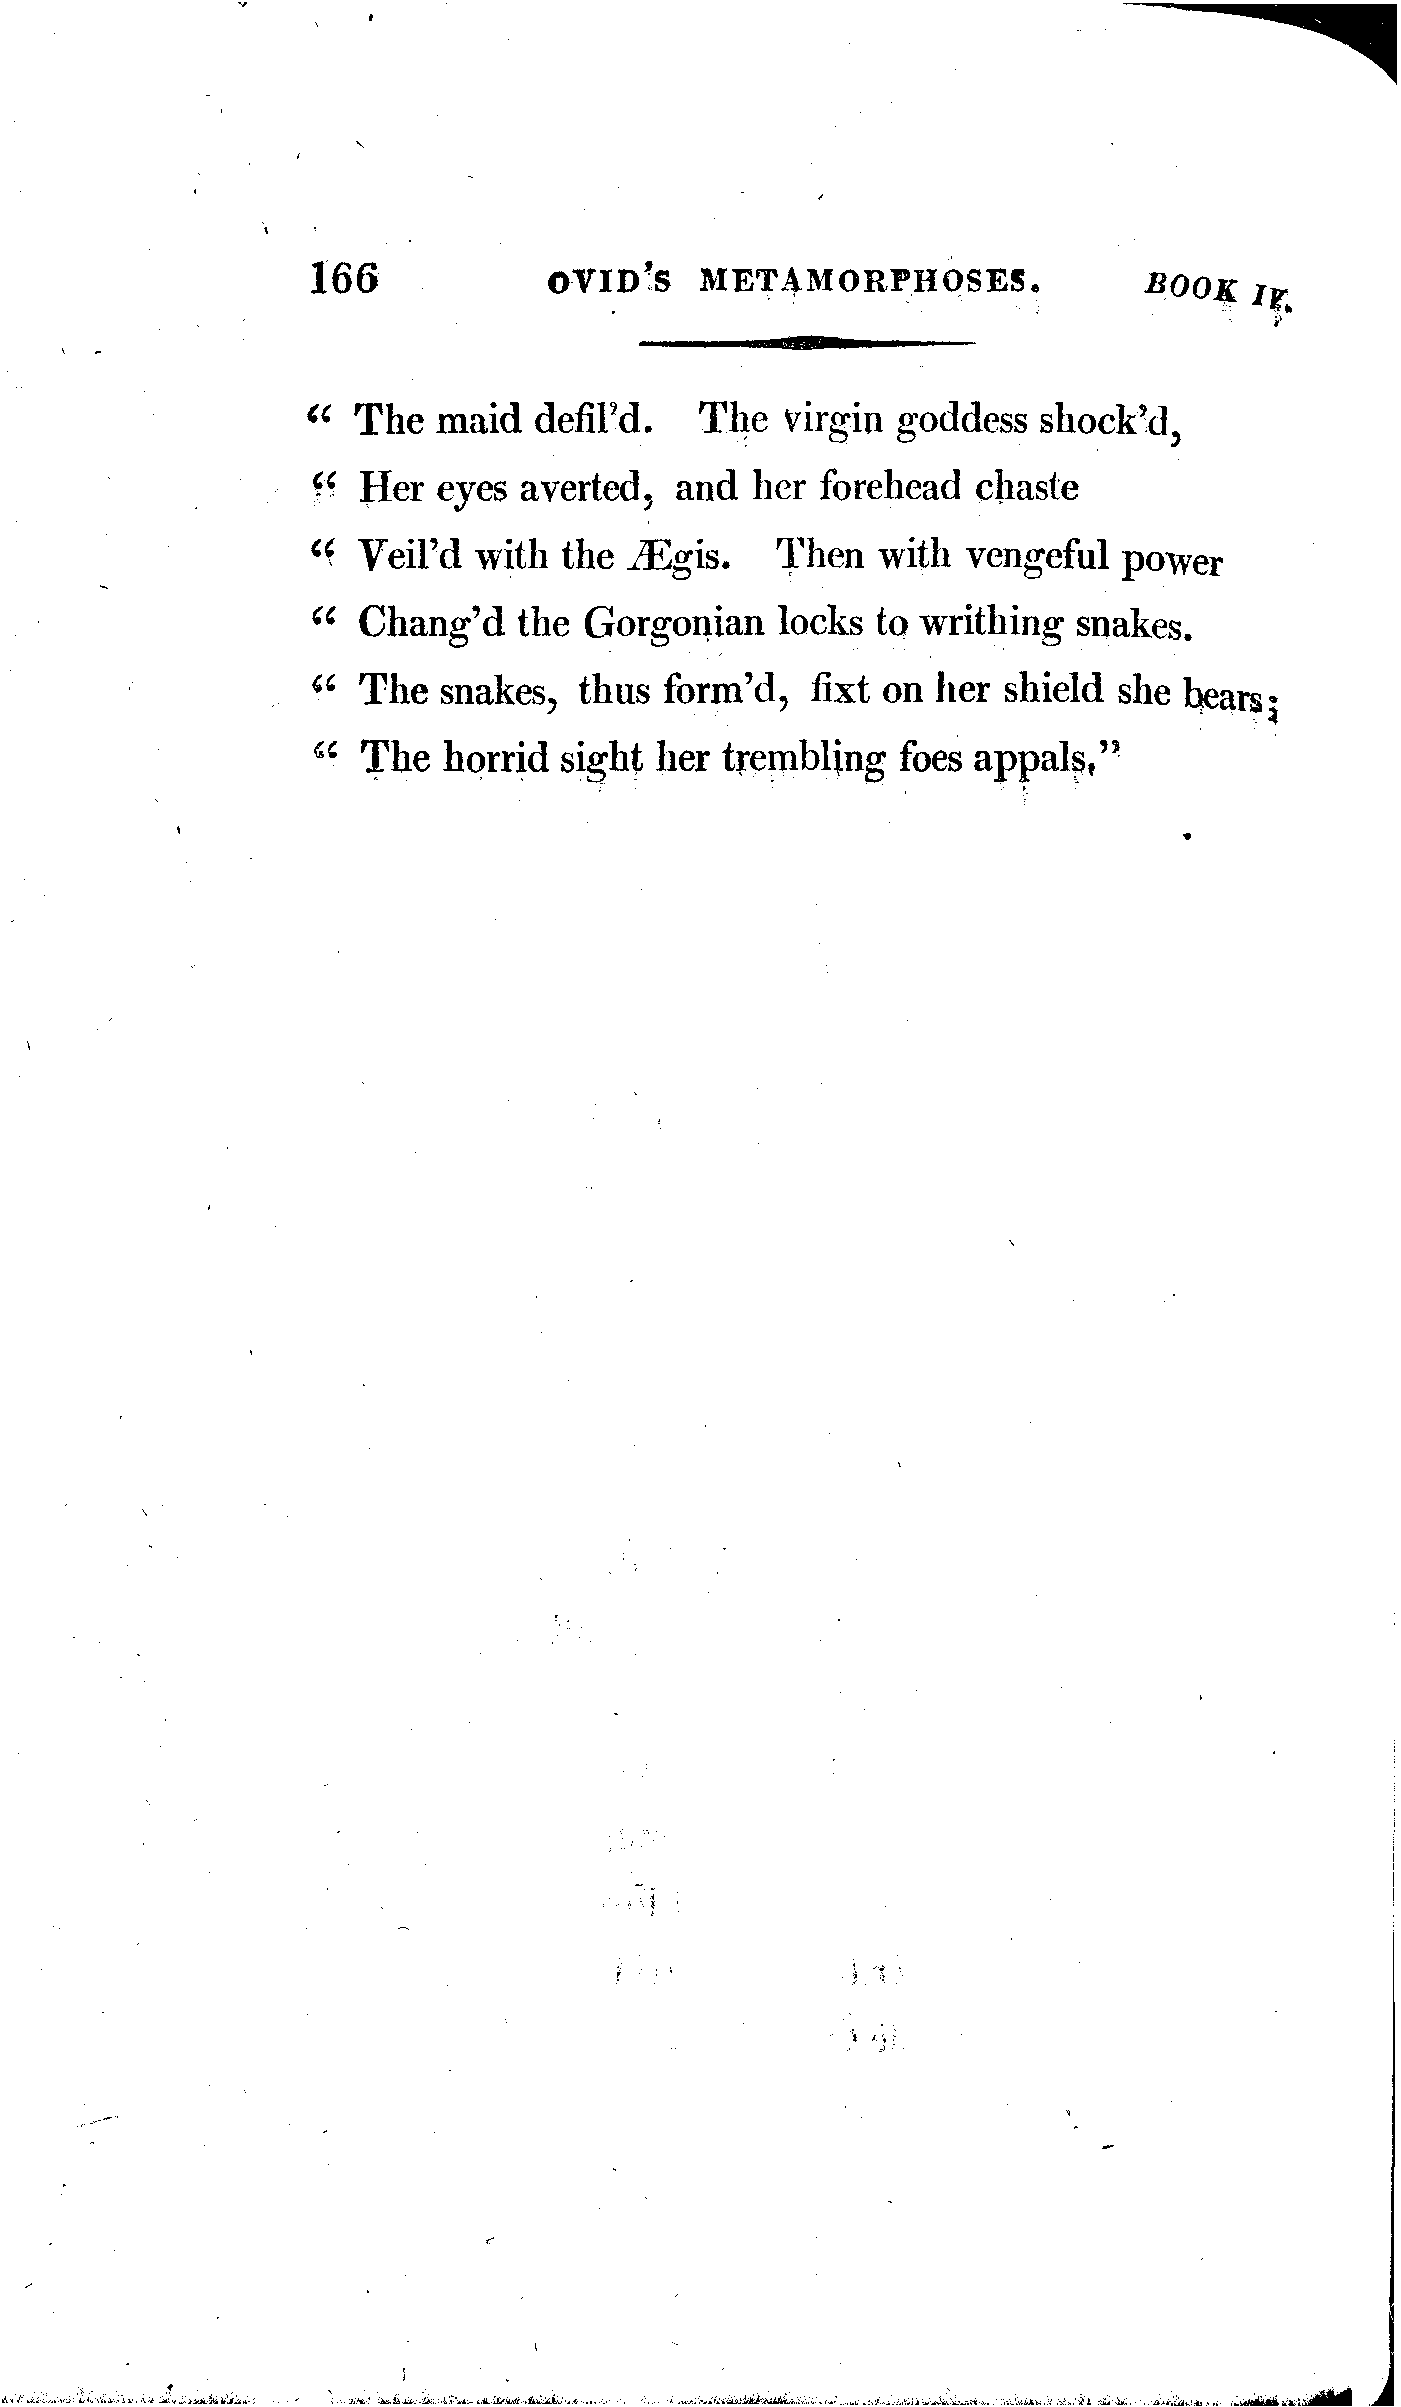 166 OVID'S METAMORPHOSES. BOOK IV.
“ The maid defil'd. The virgin goddess shock'd,
“ Her eyes averted, and her forehead chaste
“ Veil'd with the Ægis. Then with vengeful power
“ Chang'd the Gorgonian locks to writhing snakes.
“ The snakes, thus form'd, fixt on her shield she bears;
“ The horrid sight her trembling foes appals.”